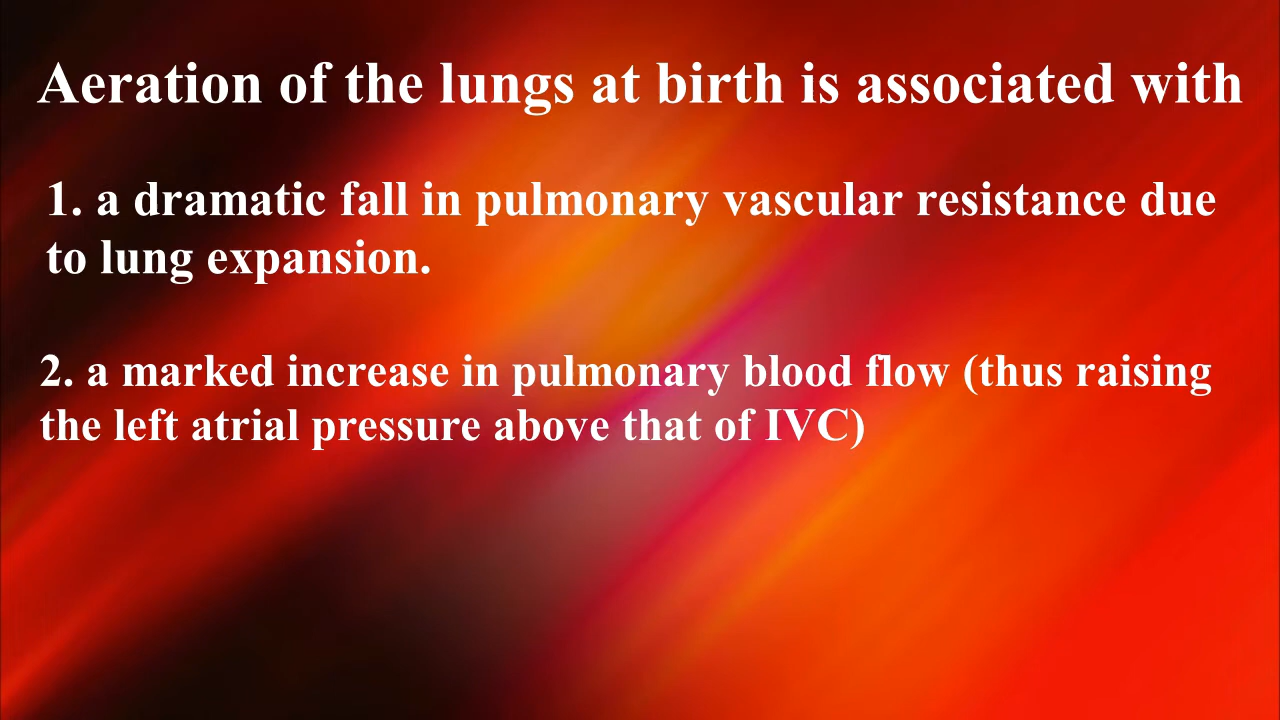 Aeration of the lungs at birth is associated with
1. a dramatic fall in pulmonary vascular resistance due
to lung expansion.
2. a marked increase in pulmonary blood flow (thus raising
the left atrial pressure above that of IVC)